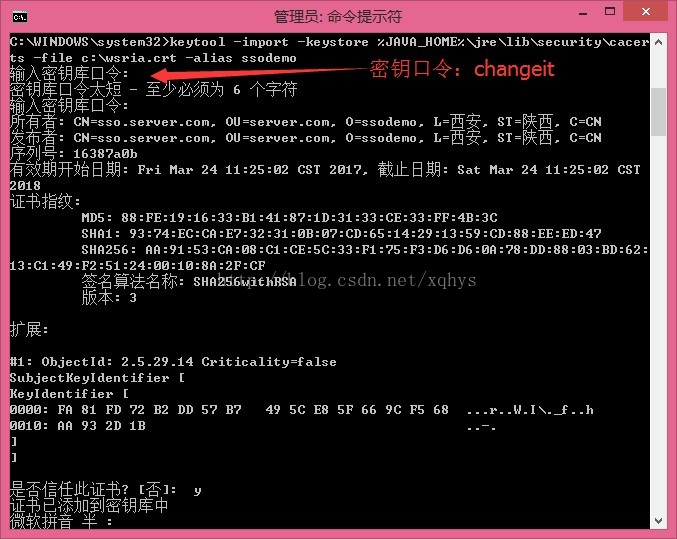 管理员: 命令提示符
C:\WINDOWS\system32>keytool -import -keystore %JAVA_HOME%\jre\lib\security\cacer
ts -file c:\wsria.crt -alias ssodemo
输入密钥库口令:
密钥口令：changeit
密钥库口令太短 - 至少必须为 6 个字符
输入密钥库口令:
所有者: CN=sso.server.com, OU=server.com, O=ssodemo, L=西安, ST=陕西, C=CN
发布者: CN=sso.server.com, OU=server.com, O=ssodemo, L=西安, ST=陕西, C=CN
序列号: 16387a0b
有效期开始日期: Fri Mar 24 11:25:02 CST 2017, 截止日期: Sat Mar 24 11:25:02 CST
2018
证书指纹:
MD5: 88:FE:19:16:33:B1:41:87:1D:31:33:CE:33:FF:4B:3C
SHA1: 93:74:EC:CA:E7:32:31:0B:07:CD:65:14:29:13:59:CD:88:EE:ED:47
SHA256: AA:91:53:CA:08:C1:CE:5C:33:F1:75:F3:D6:D6:0A:78:DD:88:03:BD:62:
13:C1:49:F2:51:24:00:10:8A:2F:CF
签名算法名称: SHA256withRSA
http://blog.csdn.net/xqhys
版本: 3
扩展:
#1: ObjectId: 2.5.29.14 Criticality=false
SubjectKeyIdentifier [
KeyIdentifier [
0000: FA 81 FD 72 B2 DD 57 B7   49 5C E8 5F 66 9C F5 68  ...r..W.I\._f..h
0010: AA 93 2D 1B                                        ..-.
]
]
是否信任此证书? [否]:  y
证书已添加到密钥库中
微软拼音 半 :